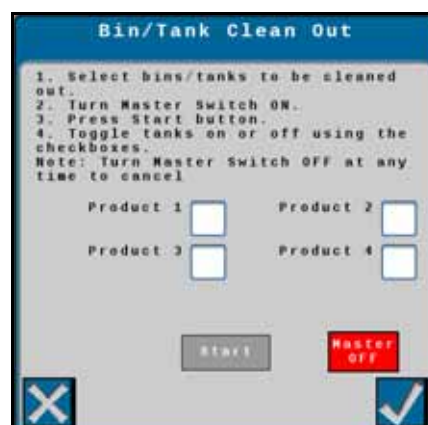 Bin/Tank Clean Out
1. Select bins/tanks to be cleaned
out.
2. Turn Master Switch ON.
3. Press Start button.
4. Toggle tanks on or off using the
checkboxes.
Note: Turn Master Switch OFF at any
time to cancel
Product 1 Product 2
Product 3 Product 4
Start Master
OFF